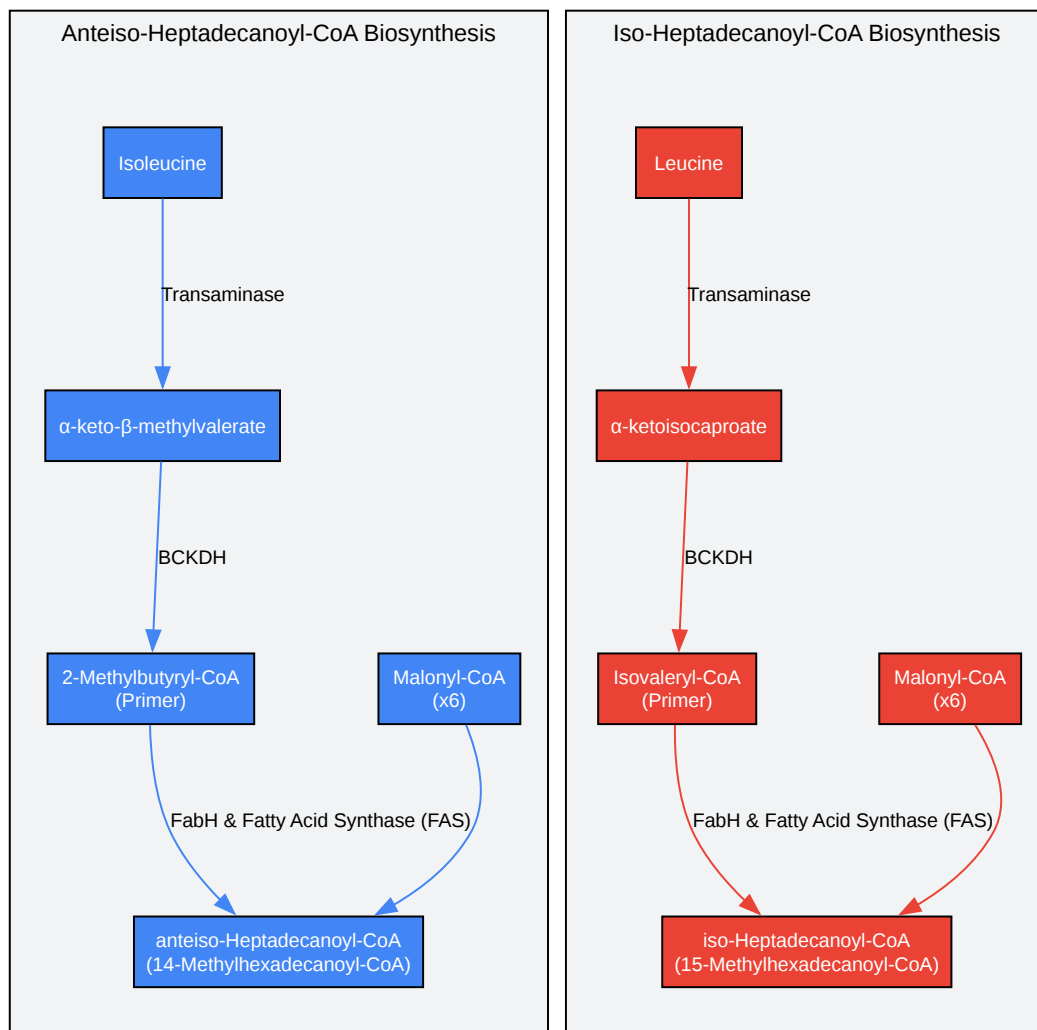 Anteiso-Heptadecanoyl-CoA Biosynthesis
Isoleucine
Transaminase
α-keto-β-methylvalerate
BCKDH
2-Methylbutyryl-CoA
(Primer)
Malonyl-CoA
(x6)
FabH & Fatty Acid Synthase (FAS)
anteiso-Heptadecanoyl-CoA
(14-Methylhexadecanoyl-CoA)
Iso-Heptadecanoyl-CoA Biosynthesis
Leucine
Transaminase
α-ketoisocaproate
BCKDH
Isovaleryl-CoA
(Primer)
Malonyl-CoA
(x6)
FabH & Fatty Acid Synthase (FAS)
iso-Heptadecanoyl-CoA
(15-Methylhexadecanoyl-CoA)